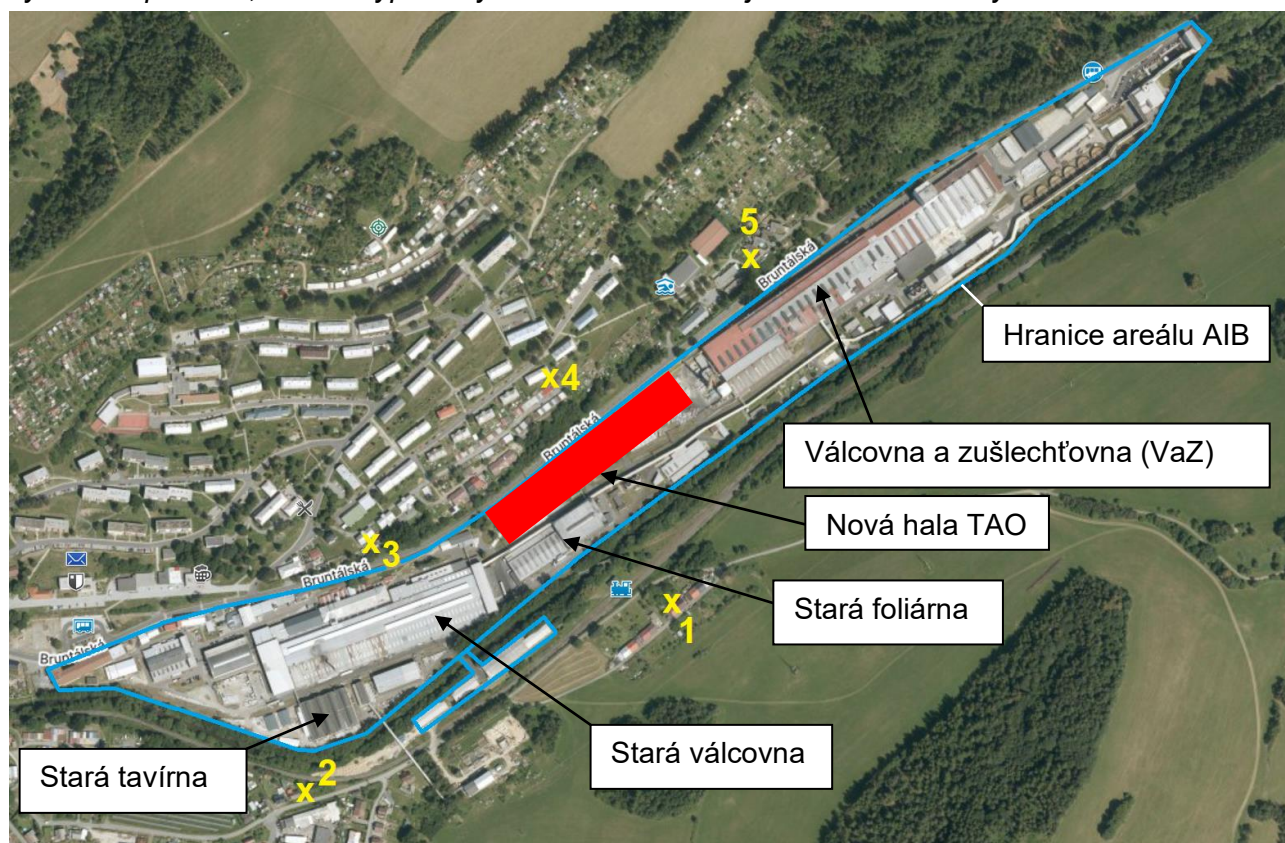 5
x
Bruntálská
Hranice areálu AIB
x4
Bruntálská
Válcovna a zušlechťovna (VaZ)
Nová hala TAO
x3
Bruntálská
Stará foliárna
x
1
Bruntálská
Stará válcovna
Stará tavírna
x 2